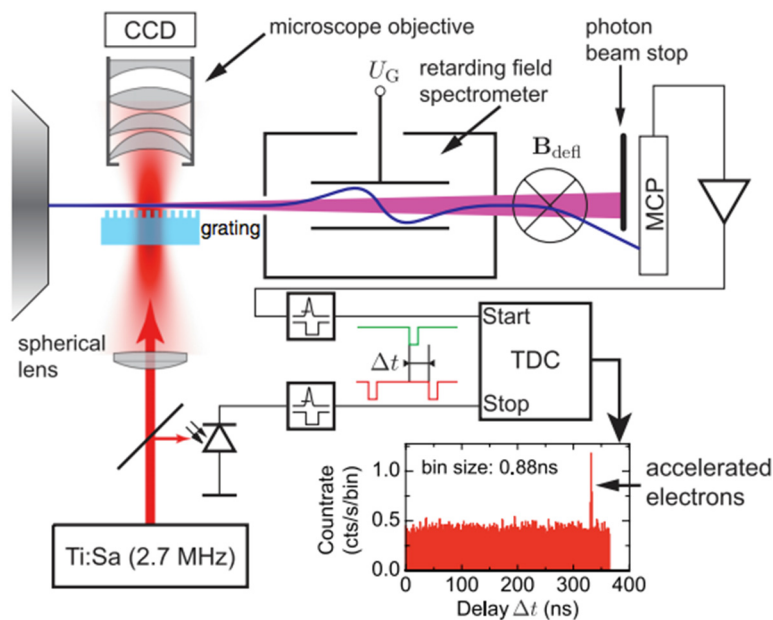 CCD
microscope objective
photon
beam stop
U_G
retarding field
spectrometer
B_defl
MCP
grating
spherical
lens
Start
Δt
TDC
Stop
Ti:Sa (2.7 MHz)
bin size: 0.88ns
accelerated
electrons
Countrate
(cts/s/bin)
1.0
0.5
0.0
0 100 200 300 400
Delay Δt (ns)